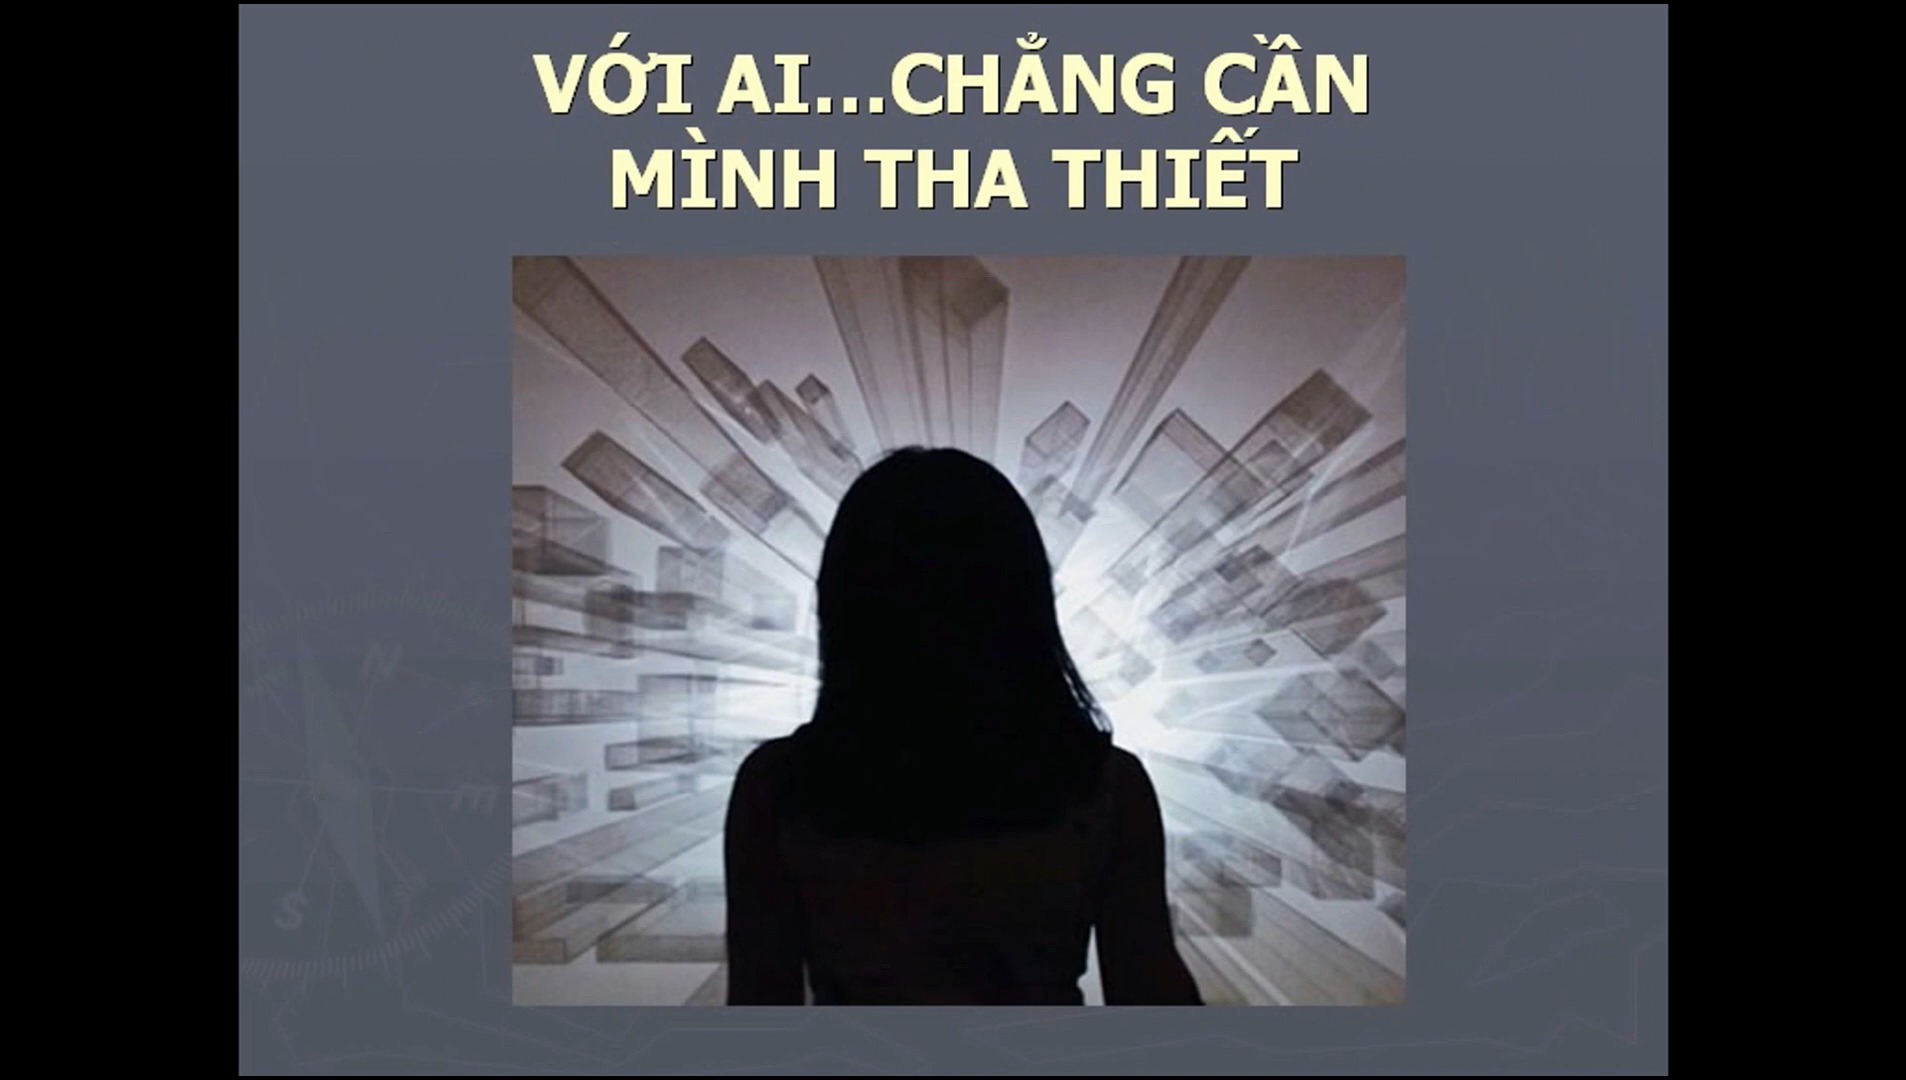 VỚI AI...CHẲNG CẦN
MÌNH THA THIẾT
N
S